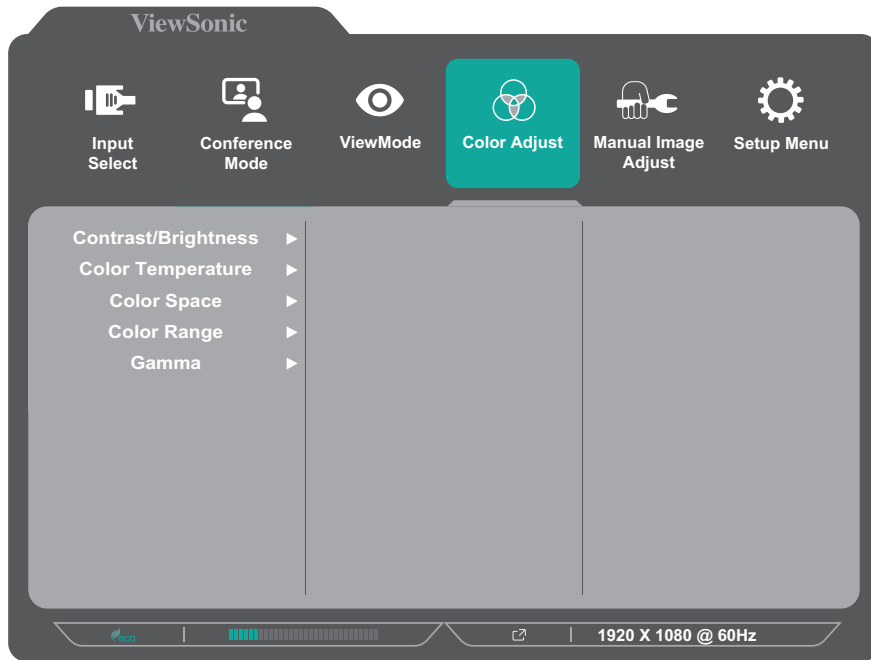 ViewSonic
Input
Select
Conference
Mode
ViewMode
Color Adjust
Manual Image
Adjust
Setup Menu
Contrast/Brightness
Color Temperature
Color Space
Color Range
Gamma
eco
1920 X 1080 @ 60Hz